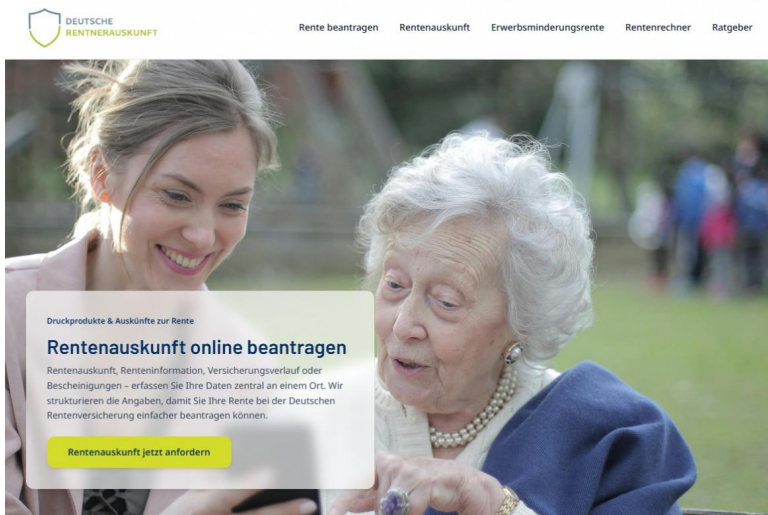 DEUTSCHE
RENTNERAUSKUNFT
Rente beantragen Rentenauskunft Erwerbsminderungsrente Rentenrechner Ratgeber
Druckprodukte & Auskünfte zur Rente
Rentenauskunft online beantragen
Rentenauskunft, Renteninformation, Versicherungsverlauf oder
Bescheinigungen – erfassen Sie Ihre Daten zentral an einem Ort. Wir
strukturieren die Angaben, damit Sie Ihre Rente bei der Deutschen
Rentenversicherung einfacher beantragen können.
Rentenauskunft jetzt anfordern